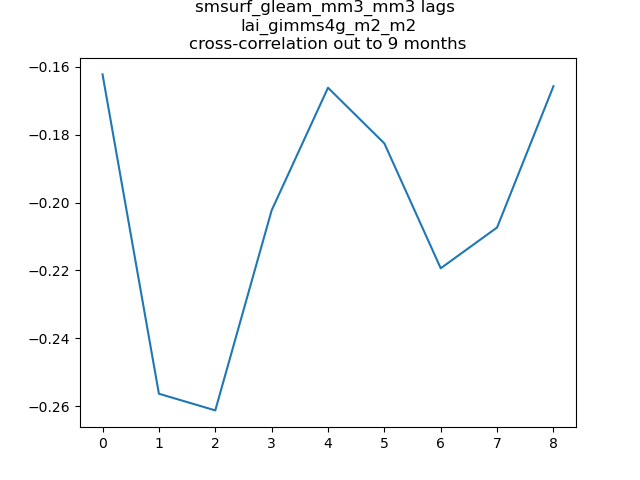 smsurf_gleam_mm3_mm3 lags
lai_gimms4g_m2_m2
cross-correlation out to 9 months
−0.16
−0.18
−0.20
−0.22
−0.24
−0.26
0 1 2 3 4 5 6 7 8